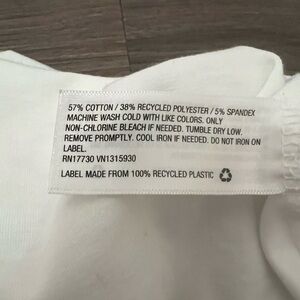 57% COTTON / 38% RECYCLED POLYESTER / 5% SPANDEX
MACHINE WASH COLD WITH LIKE COLORS. ONLY
NON-CHLORINE BLEACH IF NEEDED. TUMBLE DRY LOW.
REMOVE PROMPTLY. COOL IRON IF NEEDED. DO NOT IRON ON
LABEL.
RN17730 VN1315930
LABEL MADE FROM 100% RECYCLED PLASTIC